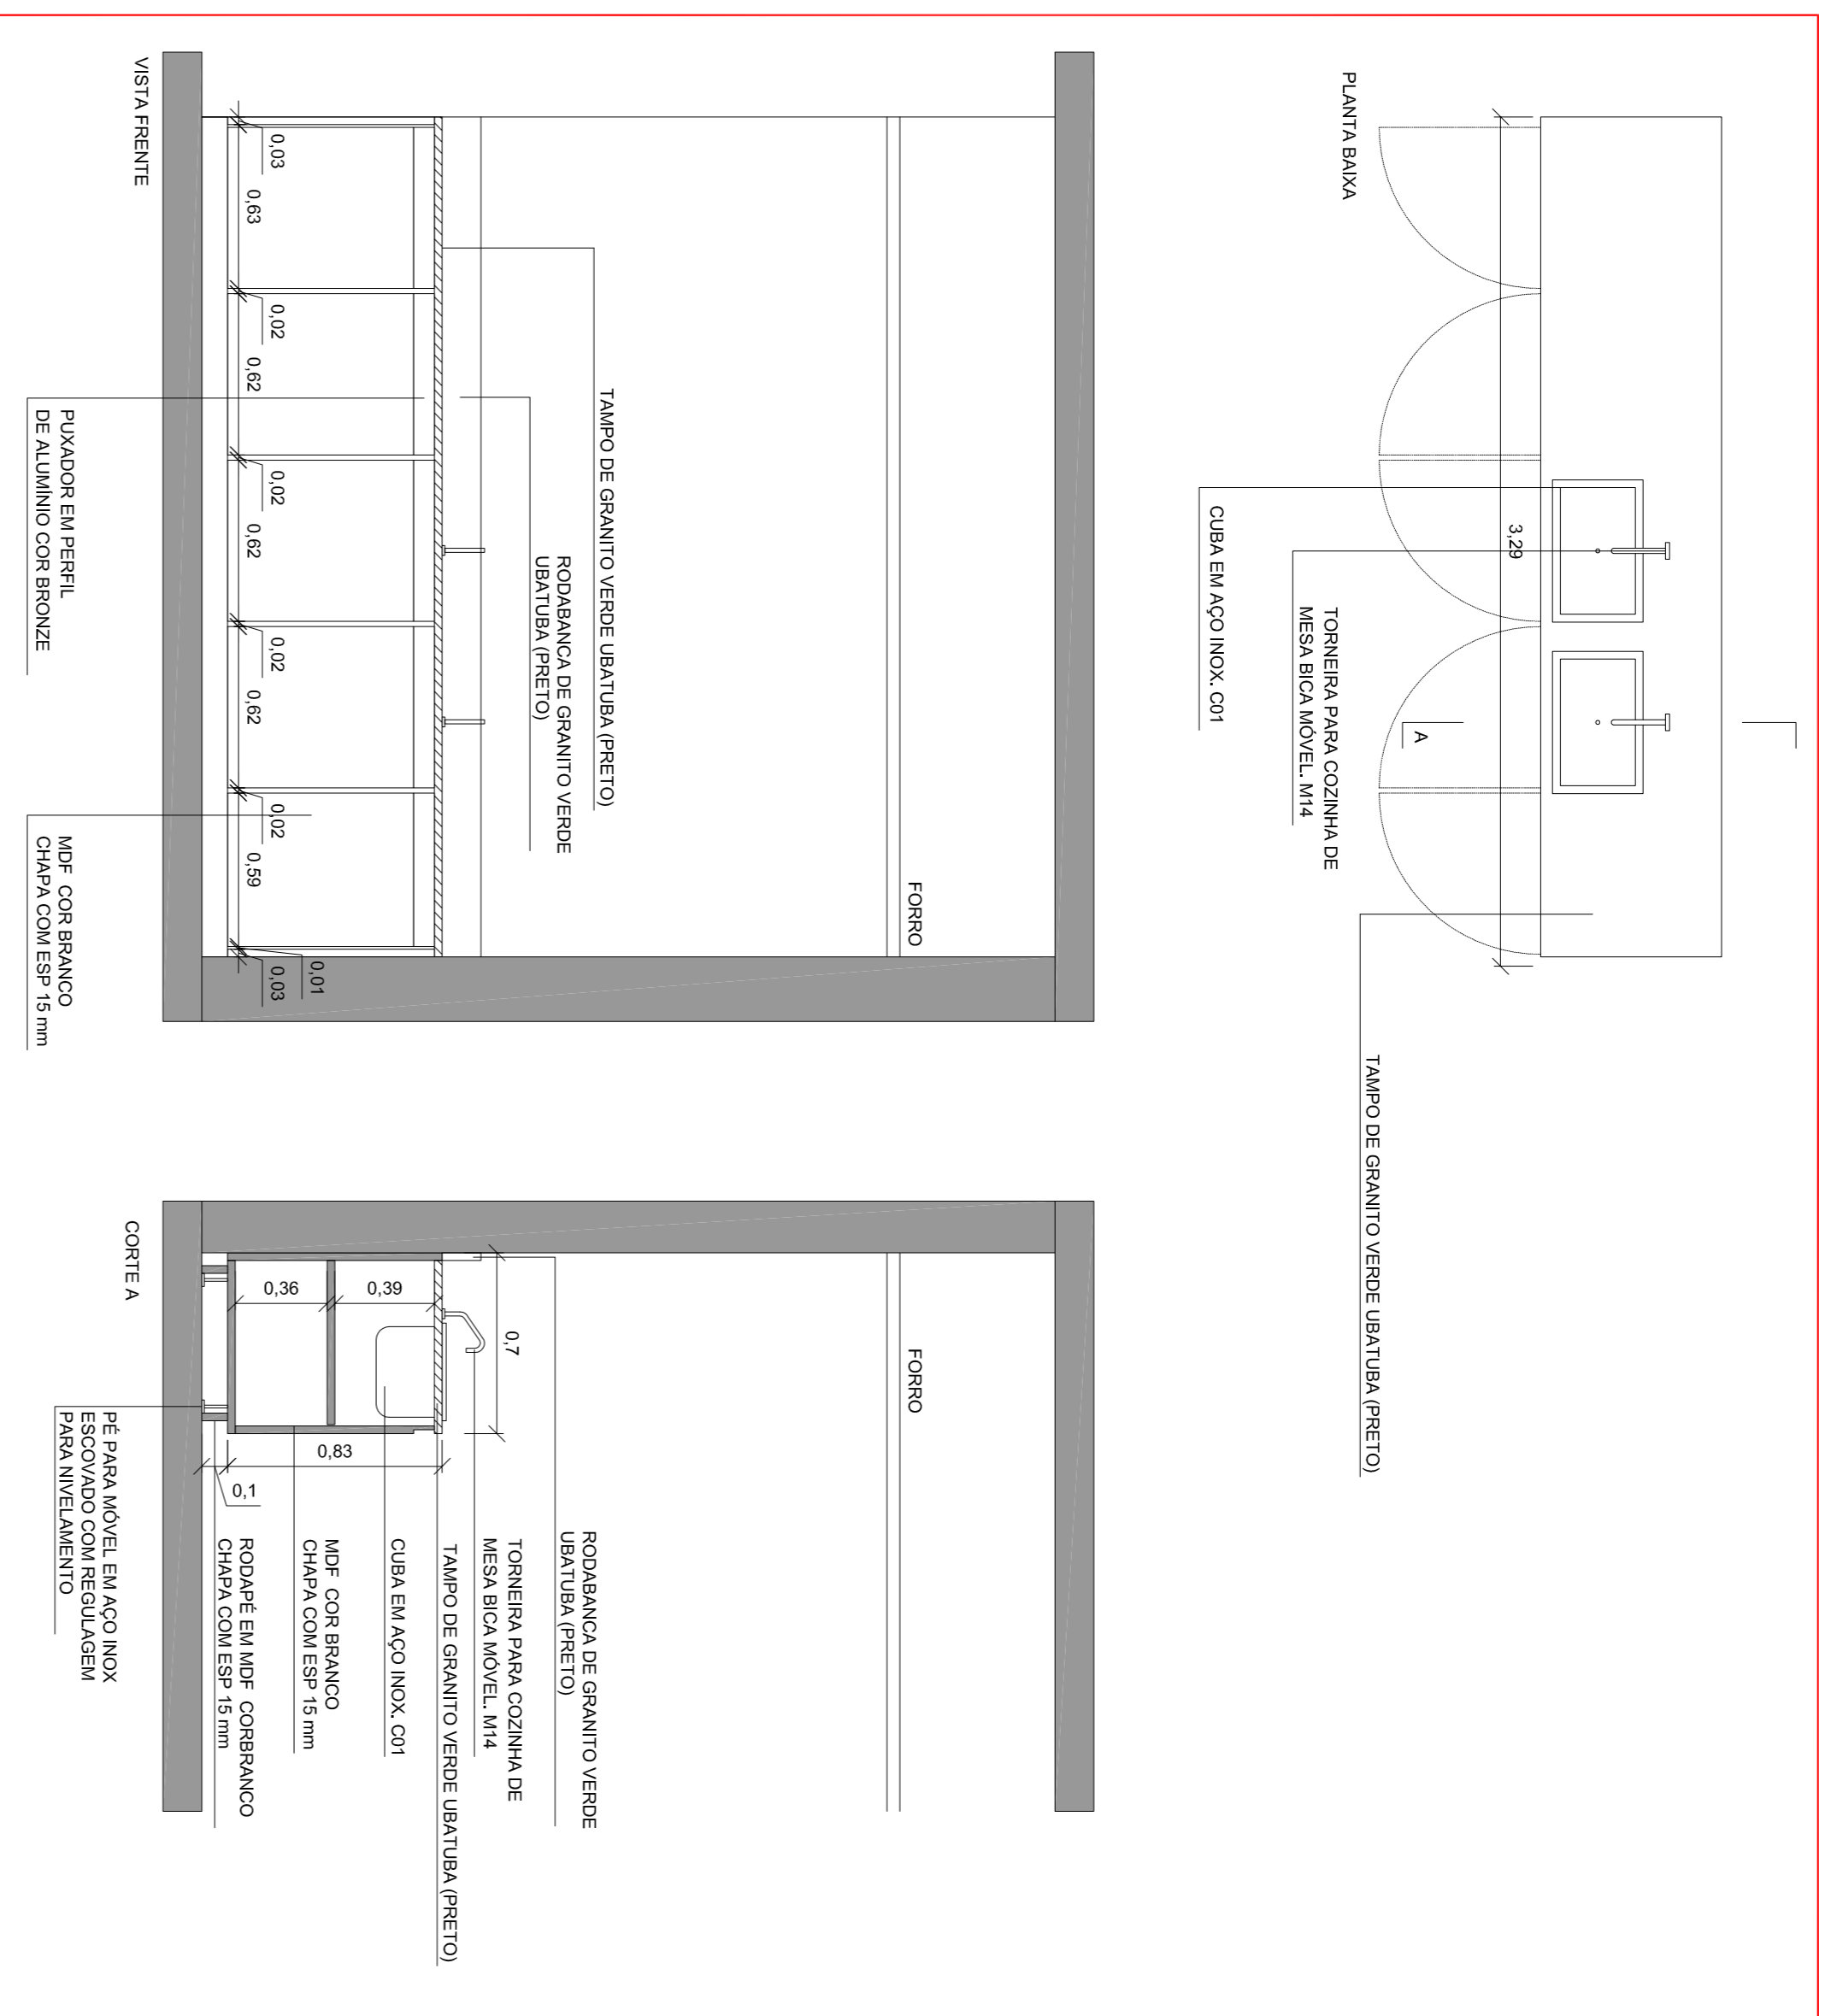 PLANTA BAIXA
3,29
CUBA EM AÇO INOX. C01
TORNEIRA PARA COZINHA DE
MESA BICA MÓVEL. M14
A
TAMPO DE GRANITO VERDE UBATUBA (PRETO)
FORRO
TAMPO DE GRANITO VERDE UBATUBA (PRETO)
RODABANCA DE GRANITO VERDE
UBATUBA (PRETO)
0,03
0,63
0,02
0,62
0,02
0,62
0,02
0,62
0,02
0,59
0,01
0,03
PUXADOR EM PERFIL
DE ALUMÍNIO COR BRONZE
MDF COR BRANCO
CHAPA COM ESP 15 mm
VISTA FRENTE
FORRO
0,7
0,36
0,39
0,83
0,1
RODABANCA DE GRANITO VERDE
UBATUBA (PRETO)
TORNEIRA PARA COZINHA DE
MESA BICA MÓVEL. M14
TAMPO DE GRANITO VERDE UBATUBA (PRETO)
CUBA EM AÇO INOX. C01
MDF COR BRANCO
CHAPA COM ESP 15 mm
RODAPÉ EM MDF CORBRANCO
CHAPA COM ESP 15 mm
PÉ PARA MÓVEL EM AÇO INOX
ESCOVADO COM REGULAGEM
PARA NIVELAMENTO
CORTE A